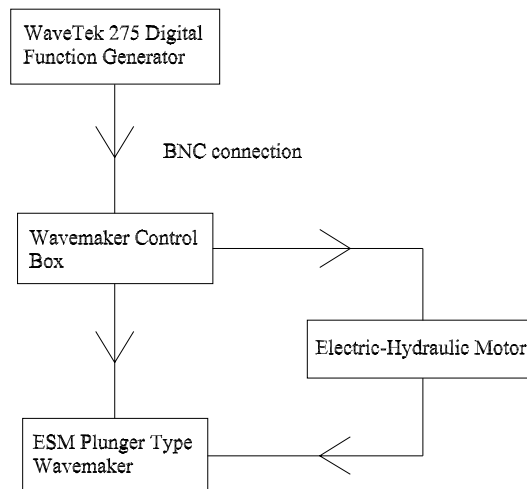 WaveTek 275 Digital
Function Generator
BNC connection
Wavemaker Control
Box
Electric-Hydraulic Motor
ESM Plunger Type
Wavemaker